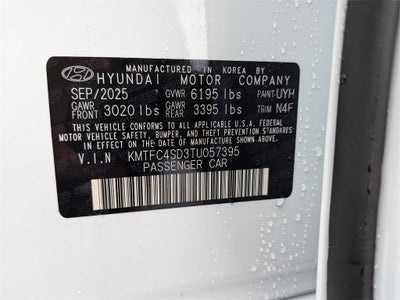 MANUFACTURED IN KOREA BY
HYUNDAI MOTOR COMPANY
SEP/2025 GVWR 6195 lbs PAINT UYH
GAWR FRT 3020 lbs GAWR RR 3395 lbs TRIM N4F
THIS VEHICLE CONFORMS TO ALL APPLICABLE U.S.A FEDERAL
MOTOR VEHICLE SAFETY, BUMPER, AND THEFT PREVENTION STANDARDS
IN EFFECT ON THE DATE OF MANUFACTURE SHOWN ABOVE.
V.I.N KMTFC4SD3TU057395
PASSENGER CAR